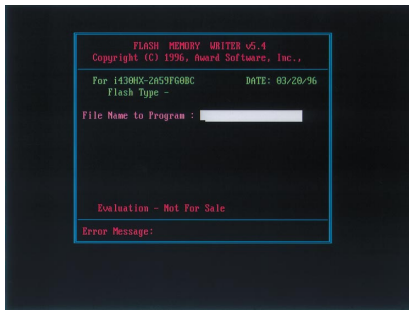 FLASH MEMORY WRITER v5.4
Copyright (C) 1996, Award Software, Inc.,
For i430HX-2A59FG0BC DATE: 03/20/96
Flash Type -
File Name to Program :
Evaluation - Not For Sale
Error Message: